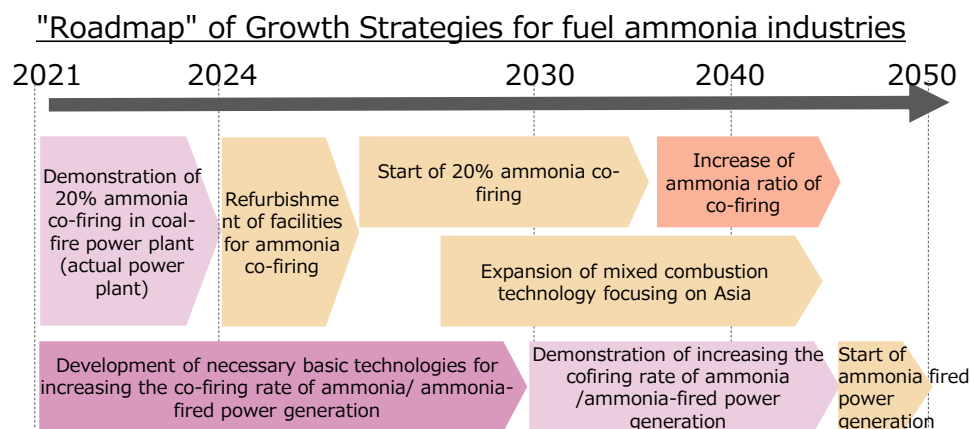 "Roadmap" of Growth Strategies for fuel ammonia industries
2021
2024
2030
2040
2050
Demonstration of
20% ammonia
co-firing in coal-
fire power plant
(actual power
plant)
Refurbishme
nt of facilities
for ammonia
co-firing
Start of 20% ammonia co-
firing
Increase of
ammonia ratio of
co-firing
Expansion of mixed combustion
technology focusing on Asia
Development of necessary basic technologies for
increasing the co-firing rate of ammonia/ ammonia-
fired power generation
Demonstration of increasing the
cofiring rate of ammonia
/ammonia-fired power
generation
Start of
ammonia fired
power
generation